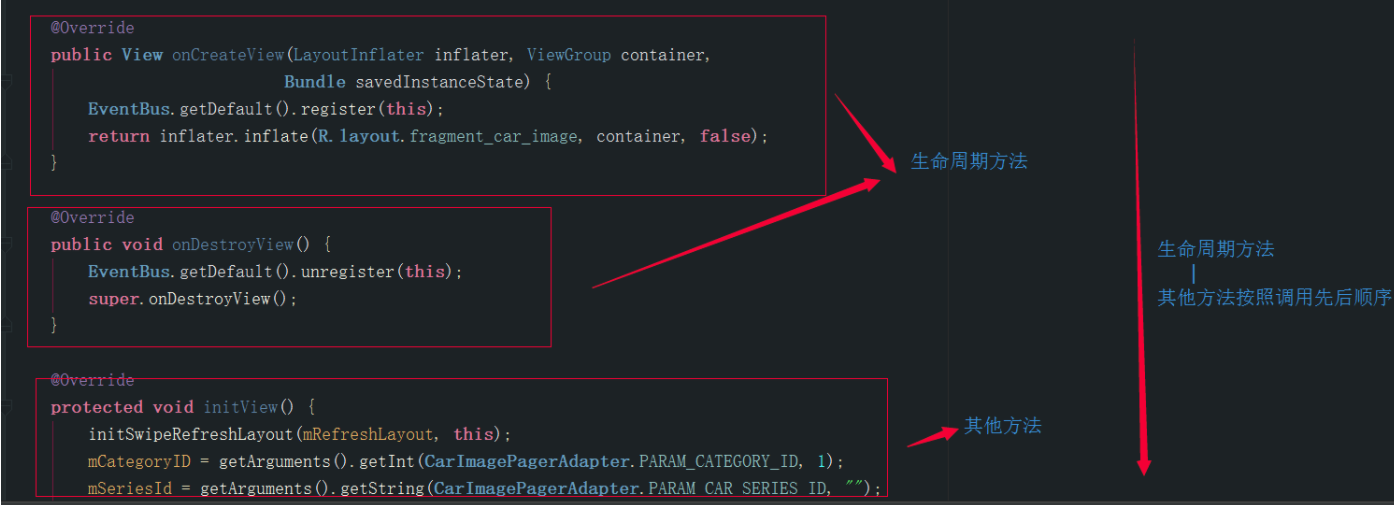 @Override
public View onCreateView(LayoutInflater inflater, ViewGroup container,
Bundle savedInstanceState) {
EventBus.getDefault().register(this);
return inflater.inflate(R.layout.fragment_car_image, container, false);
}
生命周期方法
@Override
public void onDestroyView() {
EventBus.getDefault().unregister(this);
super.onDestroyView();
}
生命周期方法
其他方法按照调用先后顺序
@Override
protected void initView() {
initSwipeRefreshLayout(mRefreshLayout, this);
mCategoryID = getArguments().getInt(CarImagePagerAdapter.PARAM_CATEGORY_ID, 1);
mSeriesId = getArguments().getString(CarImagePagerAdapter.PARAM_CAR_SERIES_ID, "");
其他方法